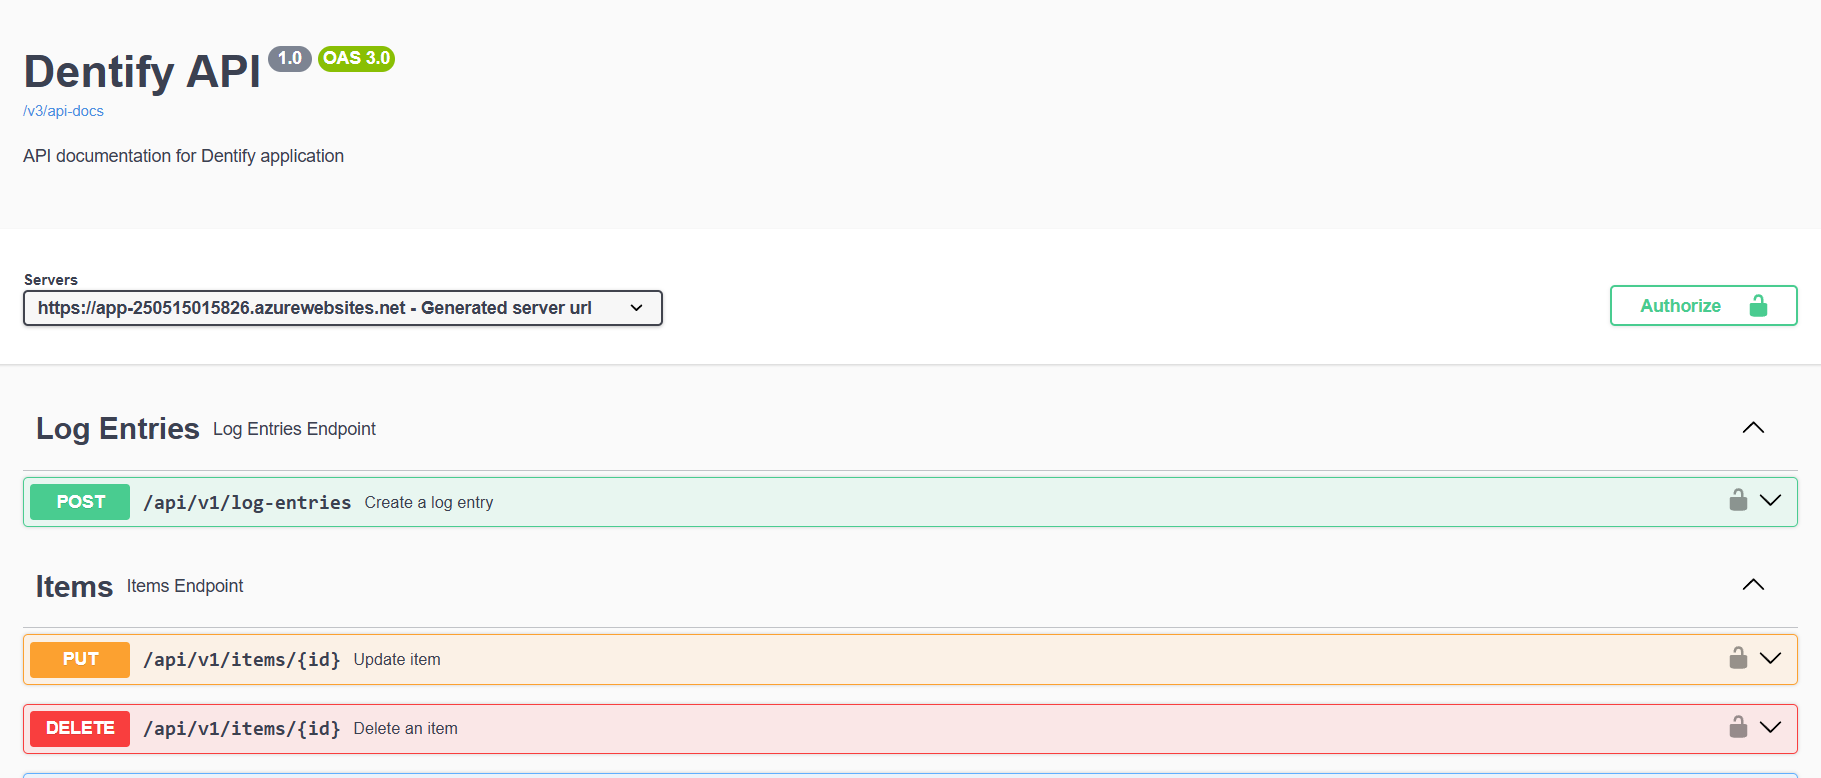 Dentify API 1.0 OAS 3.0
/v3/api-docs
API documentation for Dentify application
Servers
https://app-250515015826.azurewebsites.net - Generated server url
Authorize
Log Entries Log Entries Endpoint
POST /api/v1/log-entries Create a log entry
Items Items Endpoint
PUT /api/v1/items/{id} Update item
DELETE /api/v1/items/{id} Delete an item